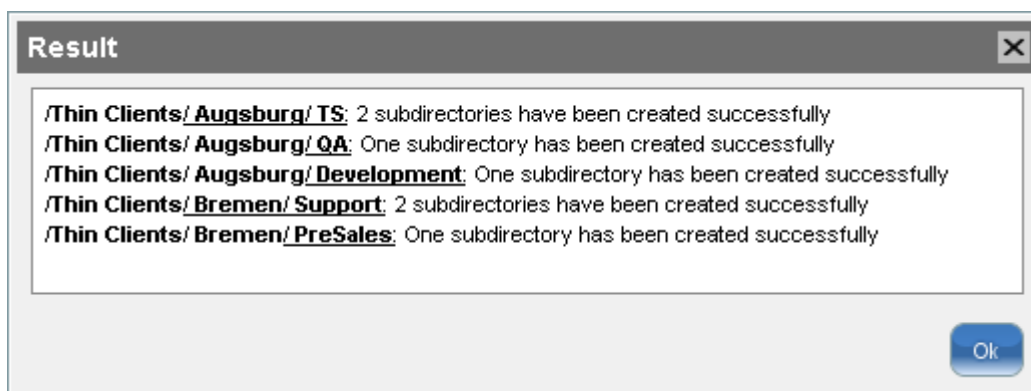 Result
/Thin Clients/ Augsburg/ TS: 2 subdirectories have been created successfully
/Thin Clients/ Augsburg/ QA: One subdirectory has been created successfully
/Thin Clients/ Augsburg/ Development: One subdirectory has been created successfully
/Thin Clients/ Bremen/ Support: 2 subdirectories have been created successfully
/Thin Clients/ Bremen/ PreSales: One subdirectory has been created successfully
Ok